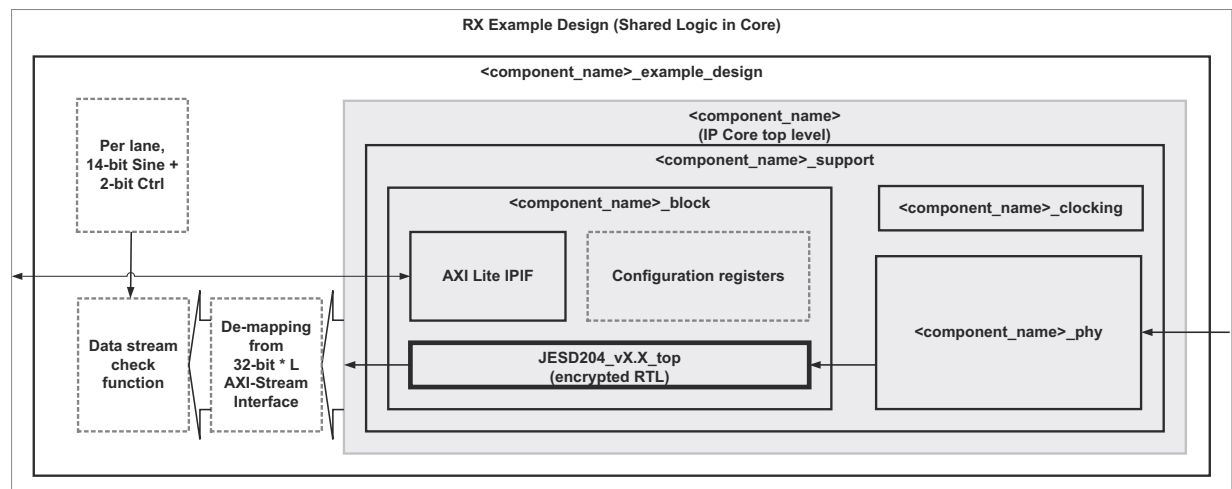 RX Example Design (Shared Logic in Core)
<component_name>_example_design
Per lane,
14-bit Sine +
2-bit Ctrl
<component_name>
(IP Core top level)
<component_name>_support
<component_name>_block
<component_name>_clocking
AXI Lite IPIF
Configuration registers
<component_name>_phy
Data stream
check
function
De-mapping
from
32-bit * L
AXI-Stream
Interface
JESD204_vX.X_top
(encrypted RTL)